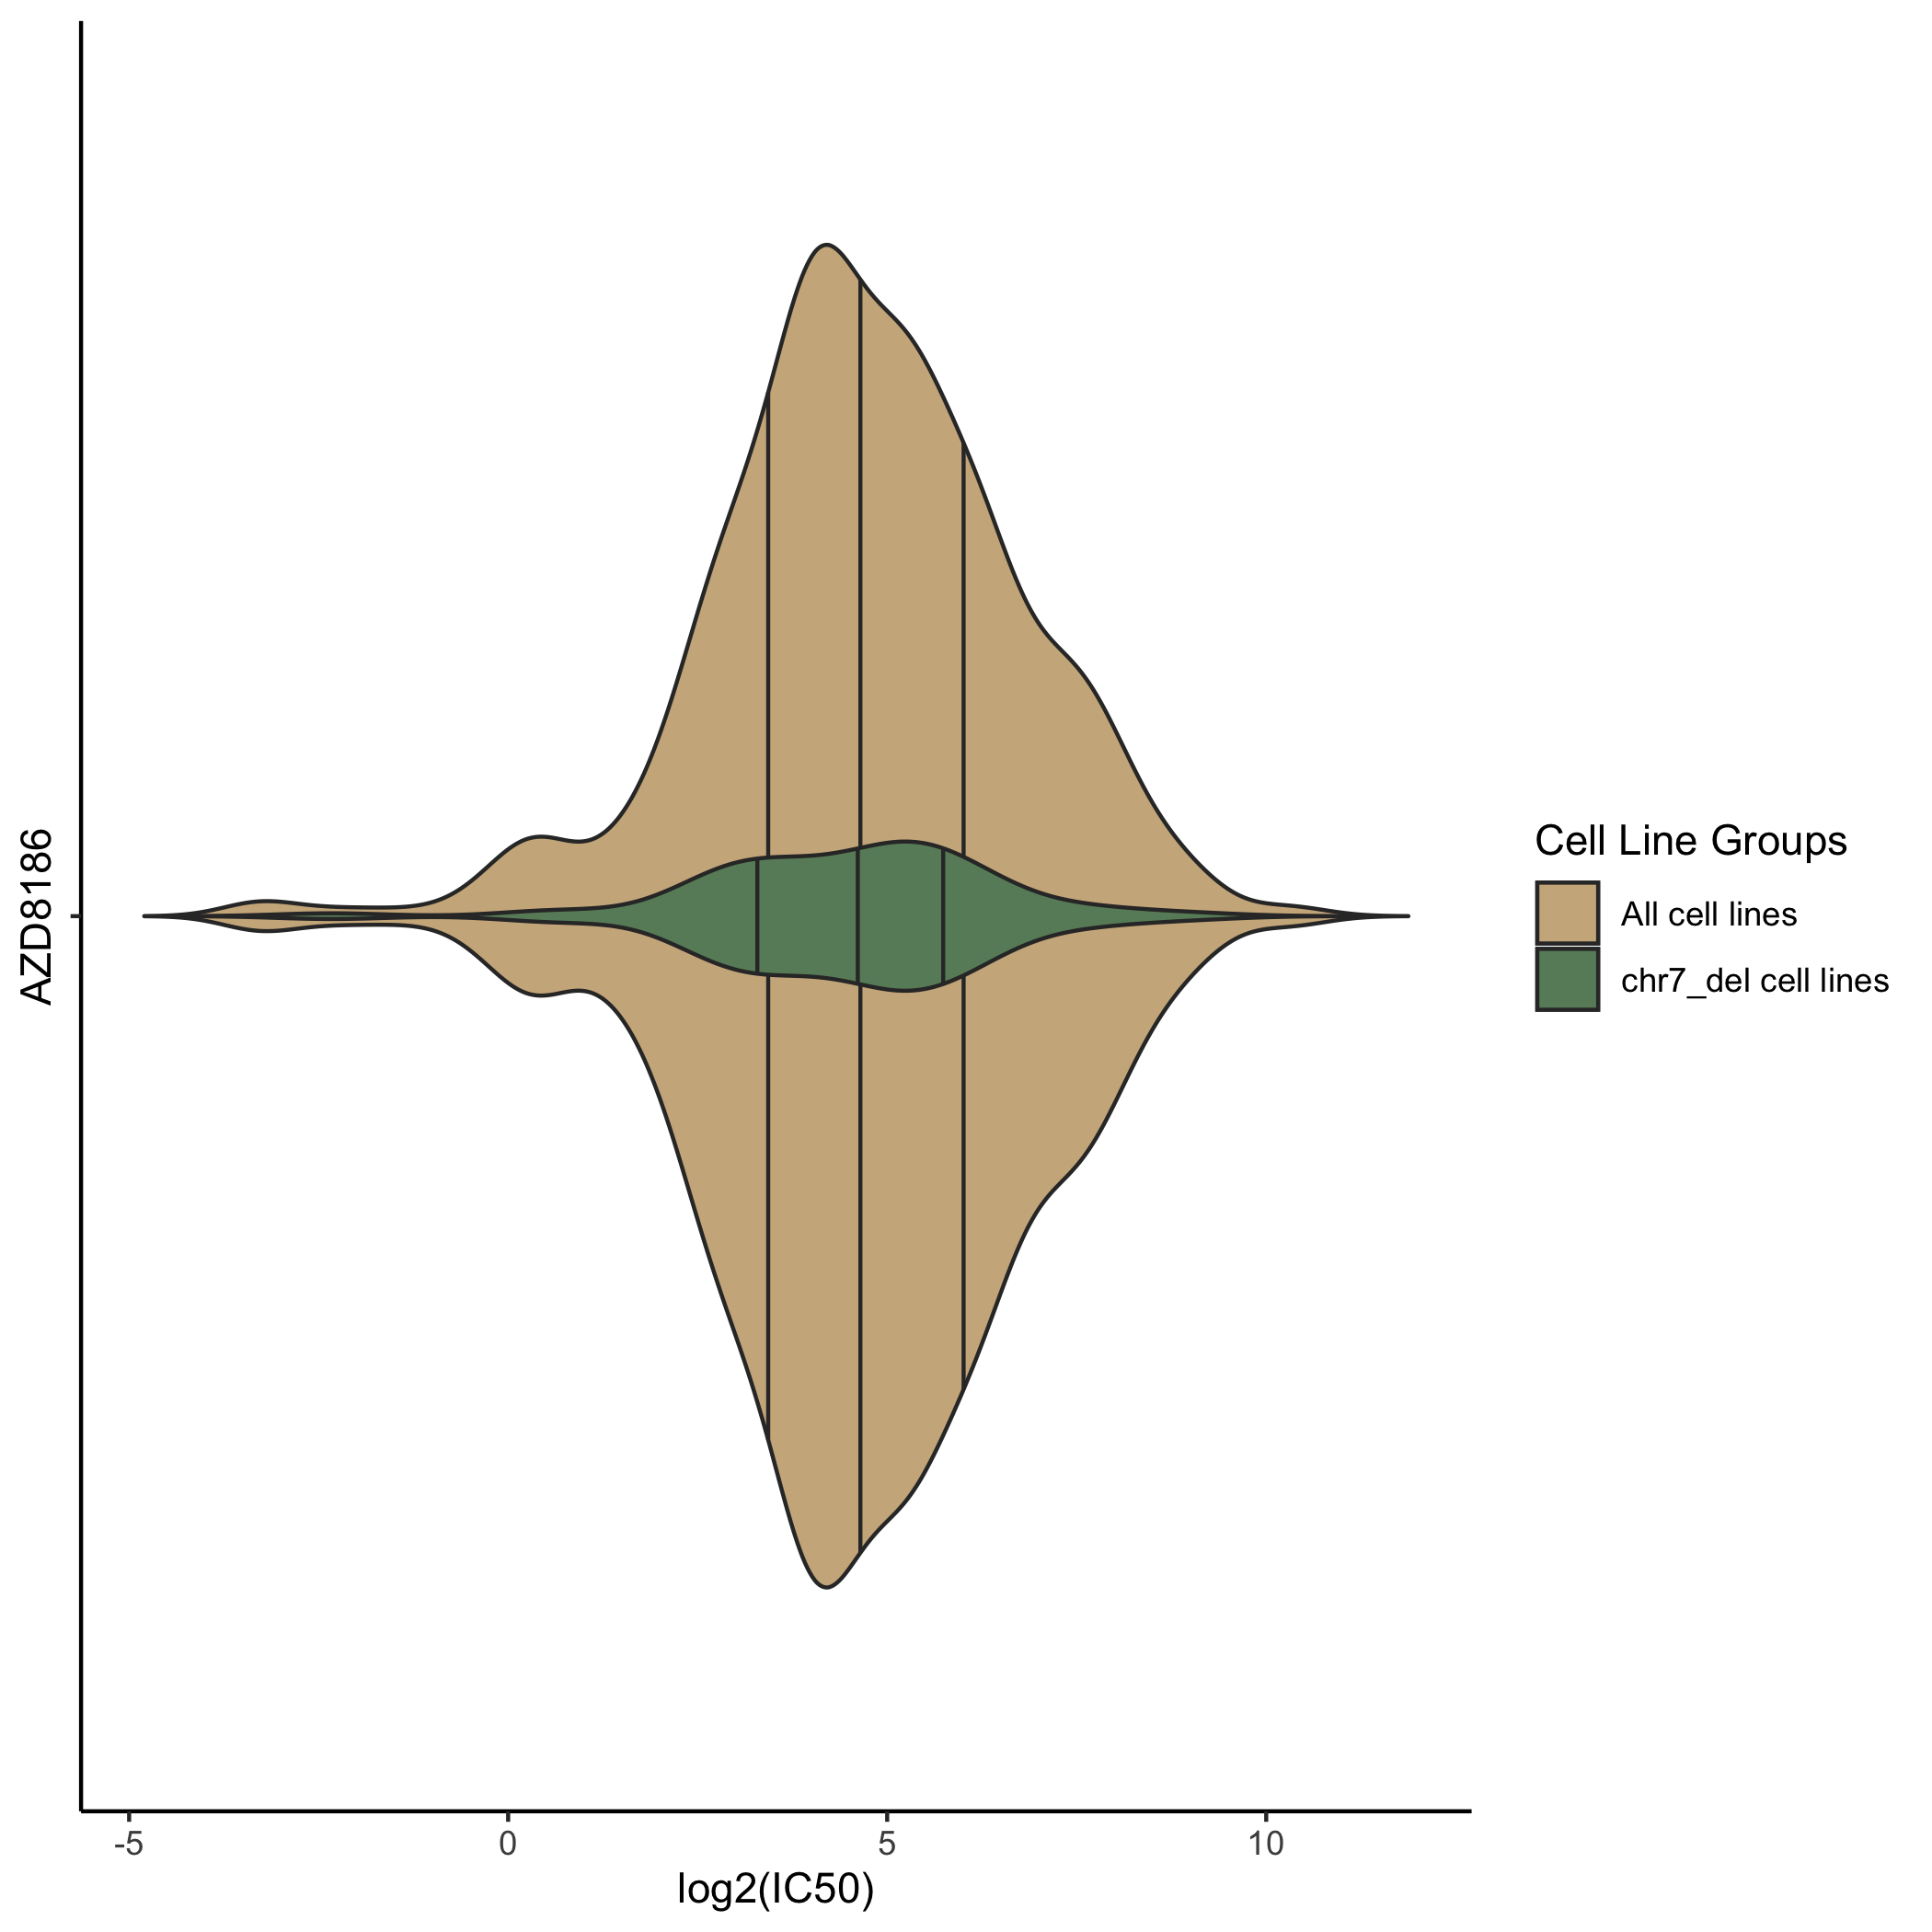 AZD8186
-5
0
5
10
log2(IC50)
Cell Line Groups
All cell lines
chr7_del cell lines